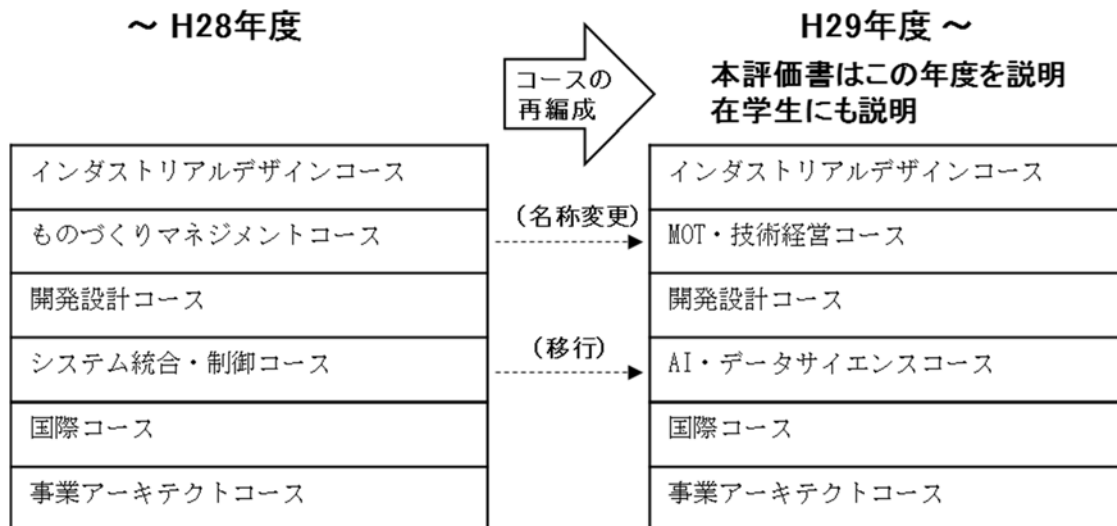 ～ H28年度
H29年度 ～
コースの
再編成
本評価書はこの年度を説明
在学生にも説明
インダストリアルデザインコース
インダストリアルデザインコース
ものづくりマネジメントコース
(名称変更)
MOT・技術経営コース
開発設計コース
開発設計コース
システム統合・制御コース
(移行)
AI・データサイエンスコース
国際コース
国際コース
事業アーキテクトコース
事業アーキテクトコース